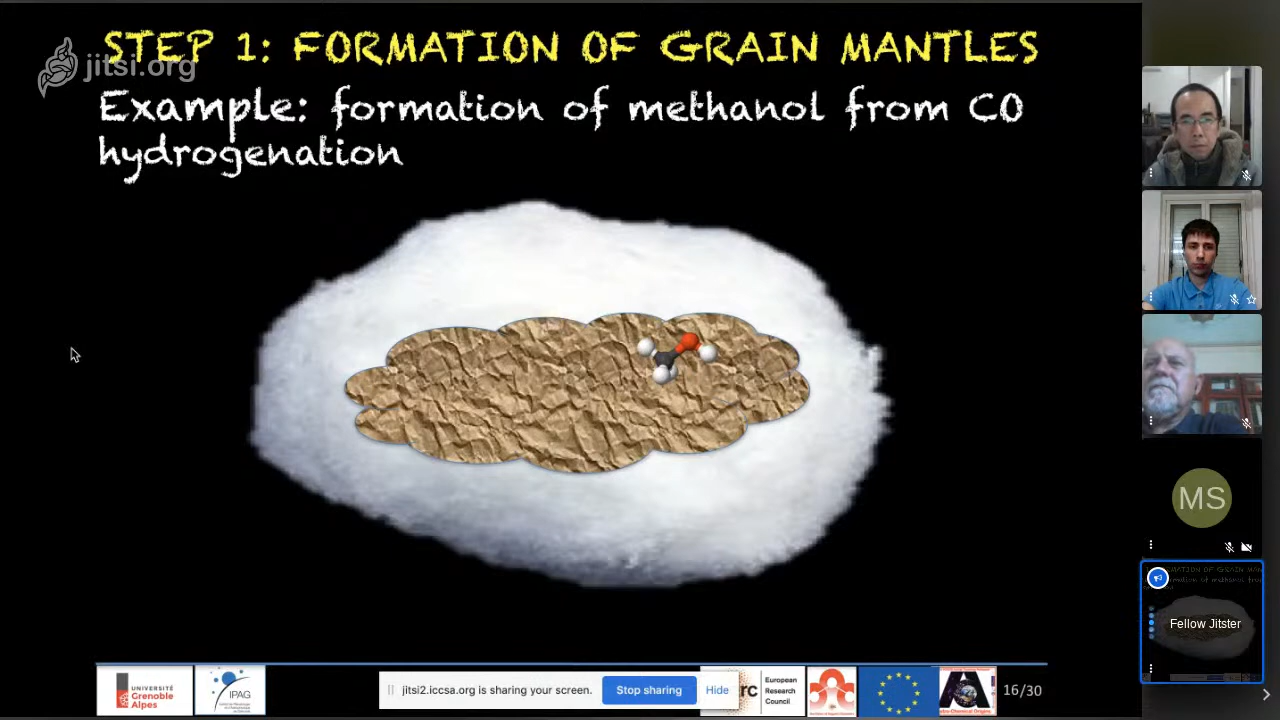 STEP 1: FORMATION OF GRAIN MANTLES
jitsi.org
Example: formation of methanol from CO
hydrogenation
MS
Fellow Jitster
UNIVERSITÉ
Grenoble
Alpes
IPAG
jitsi2.iccsa.org is sharing your screen.
Stop sharing
Hide
rc
European
Research
Council
16/30